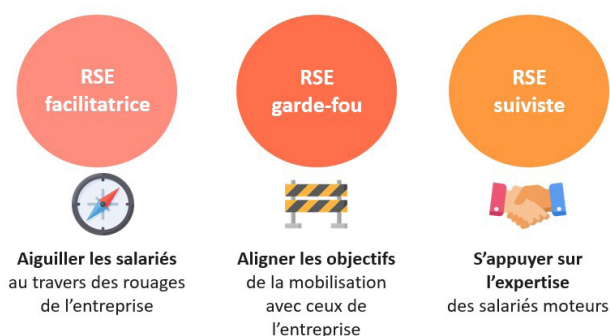 RSE
facilitatrice
RSE
garde-fou
RSE
suiviste
Aiguiller les salariés
au travers des rouages
de l'entreprise
Aligner les objectifs
de la mobilisation
avec ceux de
l'entreprise
S'appuyer sur
l'expertise
des salariés moteurs